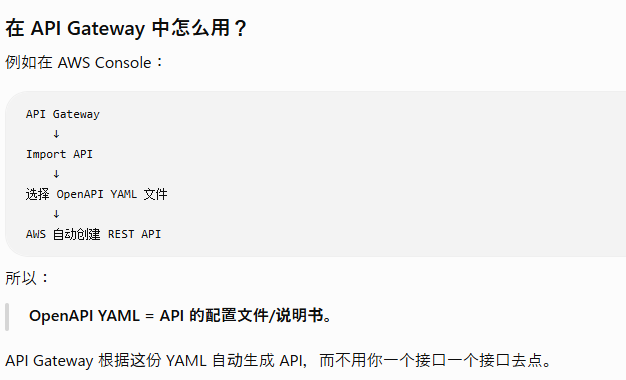 在 API Gateway 中怎么用？
例如在 AWS Console：
API Gateway
↓
Import API
↓
选择 OpenAPI YAML 文件
↓
AWS 自动创建 REST API
所以：
OpenAPI YAML = API 的配置文件/说明书。
API Gateway 根据这份 YAML 自动生成 API，而不用你一个接口一个接口去点。